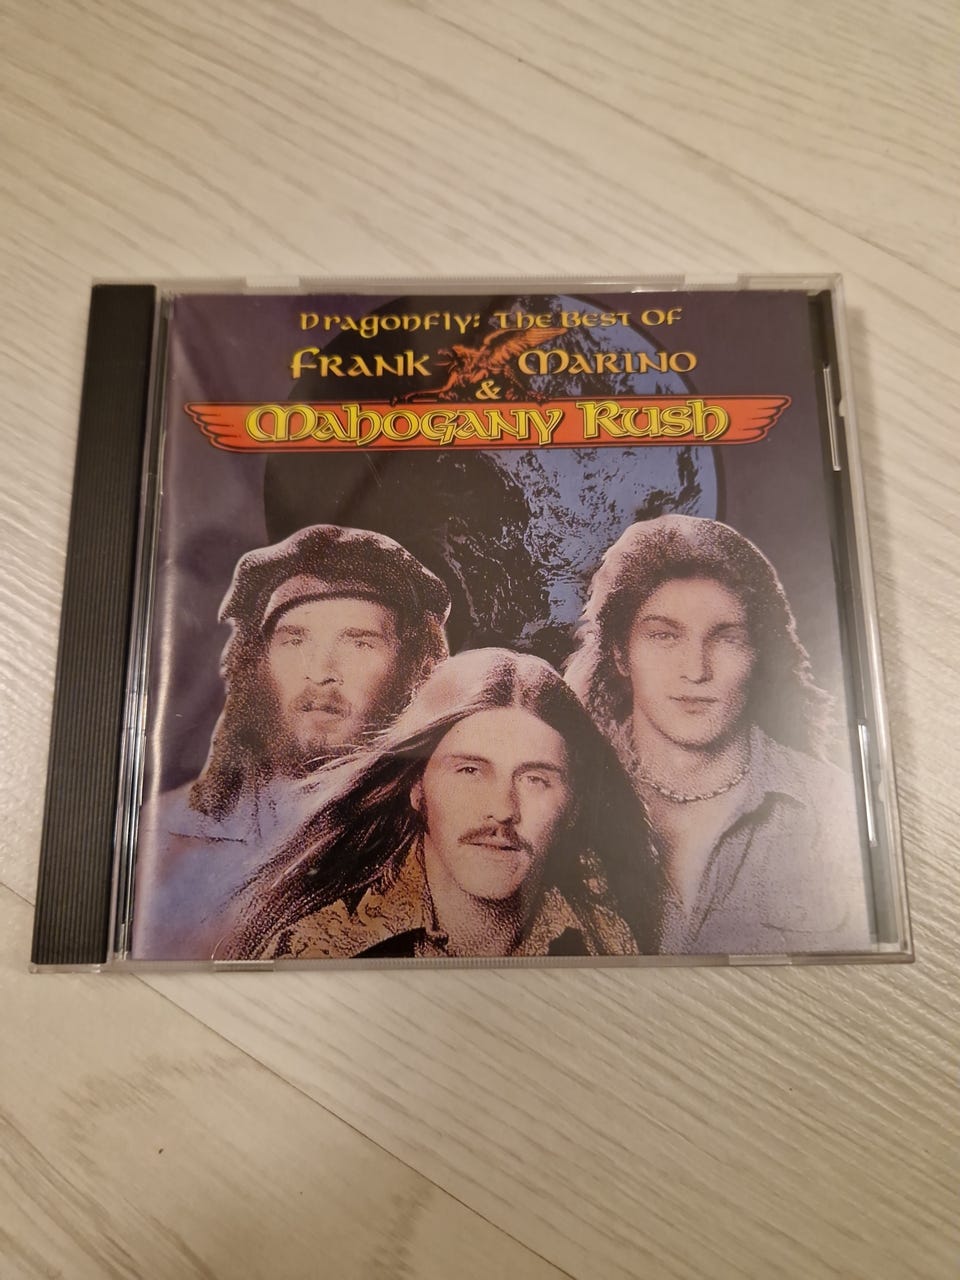 Dragonfly: The Best Of
Frank Marino
&
Mahogany Rush